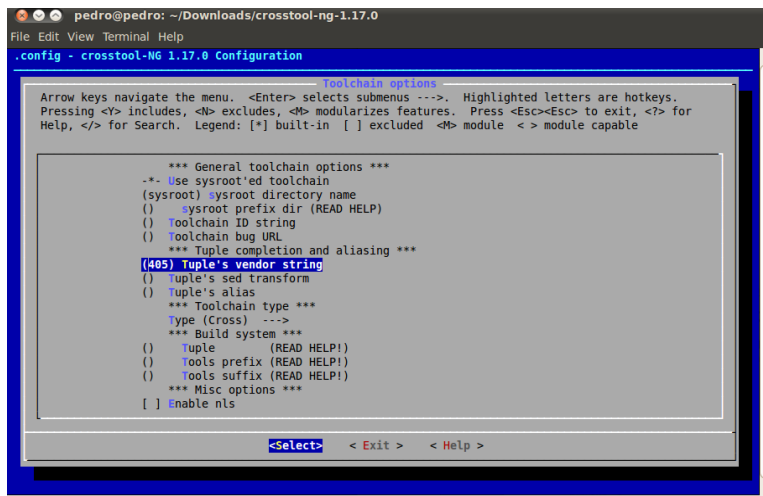 pedro@pedro: ~/Downloads/crosstool-ng-1.17.0
File Edit View Terminal Help
.config - crosstool-NG 1.17.0 Configuration
Toolchain options
Arrow keys navigate the menu. <Enter> selects submenus --->. Highlighted letters are hotkeys.
Pressing <Y> includes, <N> excludes, <M> modularizes features. Press <Esc><Esc> to exit, <?> for
Help, </> for Search. Legend: [*] built-in [ ] excluded <M> module < > module capable
*** General toolchain options ***
-*- Use sysroot'ed toolchain
(sysroot) sysroot directory name
() sysroot prefix dir (READ HELP)
() Toolchain ID string
() Toolchain bug URL
*** Tuple completion and aliasing ***
(405) Tuple's vendor string
() Tuple's sed transform
() Tuple's alias
*** Toolchain type ***
Type (Cross) --->
*** Build system ***
() Tuple (READ HELP!)
() Tools prefix (READ HELP!)
() Tools suffix (READ HELP!)
*** Misc options ***
[ ] Enable nls
<Select> < Exit > < Help >